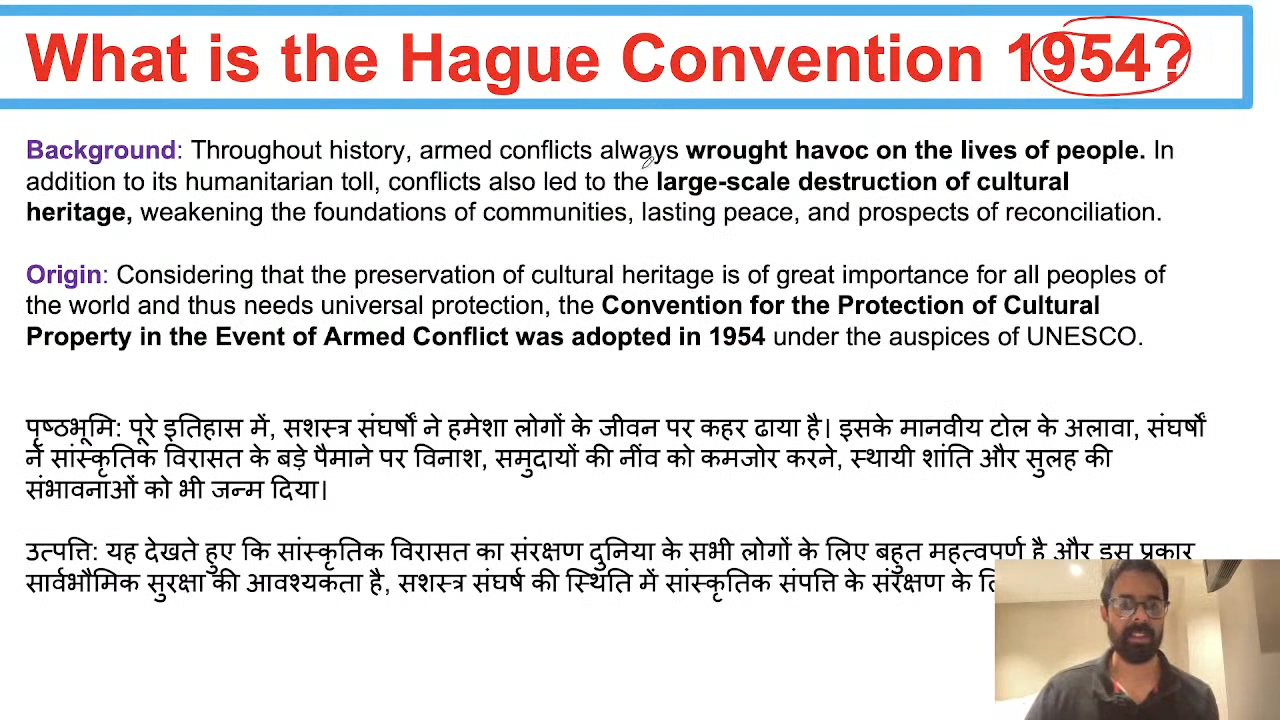 What is the Hague Convention 1954?
Background: Throughout history, armed conflicts always wrought havoc on the lives of people. In
addition to its humanitarian toll, conflicts also led to the large-scale destruction of cultural
heritage, weakening the foundations of communities, lasting peace, and prospects of reconciliation.
Origin: Considering that the preservation of cultural heritage is of great importance for all peoples of
the world and thus needs universal protection, the Convention for the Protection of Cultural
Property in the Event of Armed Conflict was adopted in 1954 under the auspices of UNESCO.
पृष्ठभूमि: पूरे इतिहास में, सशस्त्र संघर्षों ने हमेशा लोगों के जीवन पर कहर ढाया है। इसके मानवीय टोल के अलावा, संघर्षों
ने सांस्कृतिक विरासत के बड़े पैमाने पर विनाश, समुदायों की नींव को कमजोर करने, स्थायी शांति और सुलह की
संभावनाओं को भी जन्म दिया।
उत्पत्ति: यह देखते हुए कि सांस्कृतिक विरासत का संरक्षण दुनिया के सभी लोगों के लिए बहुत महत्वपूर्ण है और इस प्रकार
सार्वभौमिक सुरक्षा की आवश्यकता है, सशस्त्र संघर्ष की स्थिति में सांस्कृतिक संपत्ति के संरक्षण के